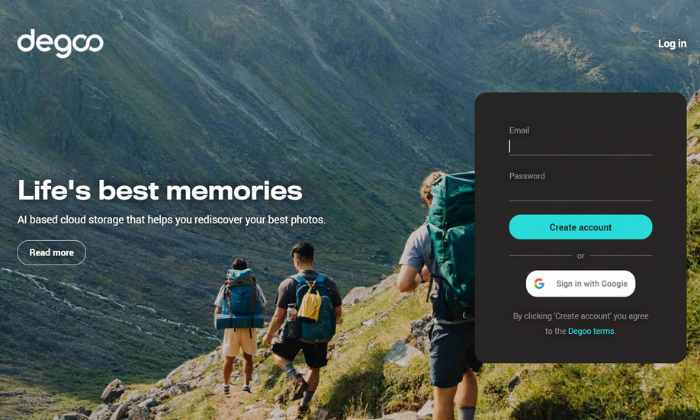 degoo
Log in
Email
Password
Life's best memories
AI based cloud storage that helps you rediscover your best photos.
Read more
Create account
or
Sign in with Google
By clicking 'Create account' you agree
to the Degoo terms.